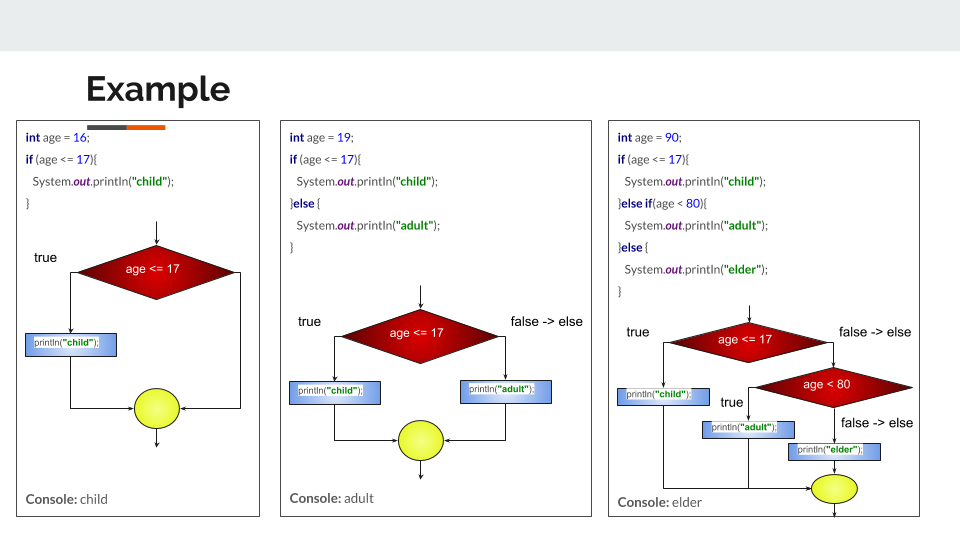 Example
int age = 16;
if (age <= 17){
System.out.println("child");
}
true
age <= 17
println("child");
Console: child
int age = 19;
if (age <= 17){
System.out.println("child");
}else {
System.out.println("adult");
}
true
age <= 17
false -> else
println("child");
println("adult");
Console: adult
int age = 90;
if (age <= 17){
System.out.println("child");
}else if(age < 80){
System.out.println("adult");
}else {
System.out.println("elder");
}
true
age <= 17
false -> else
age < 80
println("child");
true
println("adult");
false -> else
println("elder");
Console: elder